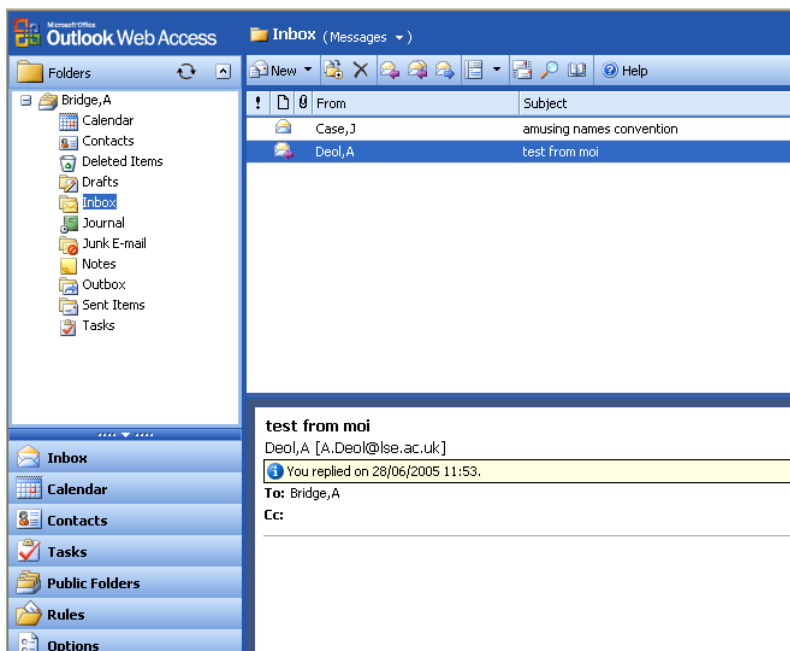 Microsoft Office
Outlook Web Access
Inbox (Messages)
Folders
New
Help
Bridge,A
Calendar
Contacts
Deleted Items
Drafts
Inbox
Journal
Junk E-mail
Notes
Outbox
Sent Items
Tasks
! From Subject
Case,J amusing names convention
Deol,A test from moi
test from moi
Deol,A [A.Deol@lse.ac.uk]
You replied on 28/06/2005 11:53.
To: Bridge,A
Cc:
Inbox
Calendar
Contacts
Tasks
Public Folders
Rules
Options